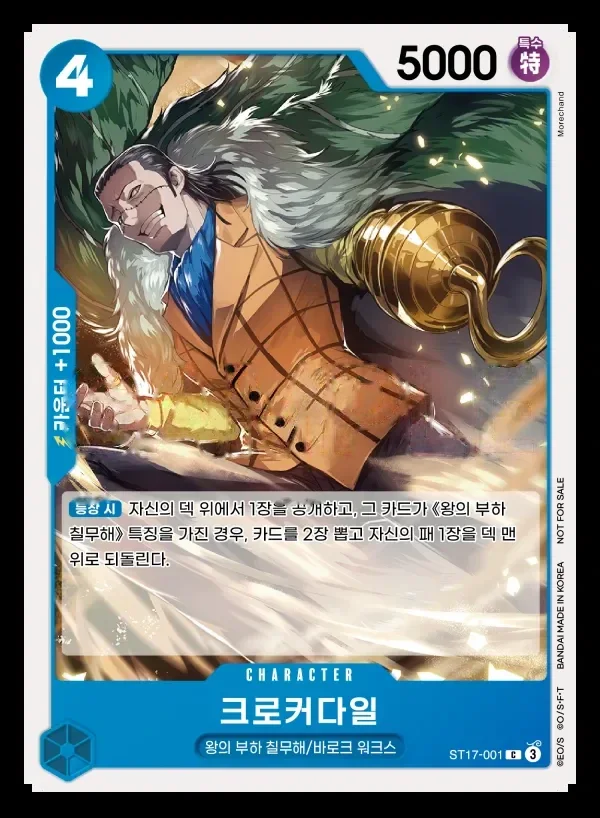 4
5000
특수
特
Morechand
카운터 +1000
등장 시 자신의 덱 위에서 1장을 공개하고, 그 카드가 《왕의 부하
칠무해》 특징을 가진 경우, 카드를 2장 뽑고 자신의 패 1장을 덱 맨
위로 되돌린다.
CHARACTER
크로커다일
왕의 부하 칠무해/바로크 워크스
ST17-001 C 3
©EO/S ©O/S·F·T BANDAI MADE IN KOREA NOT FOR SALE